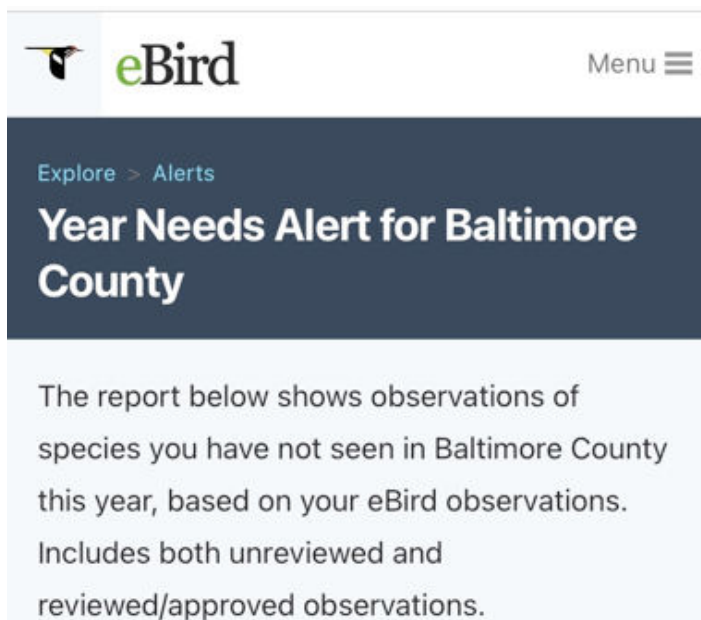 eBird
Menu
Explore > Alerts
Year Needs Alert for Baltimore
County
The report below shows observations of
species you have not seen in Baltimore County
this year, based on your eBird observations.
Includes both unreviewed and
reviewed/approved observations.